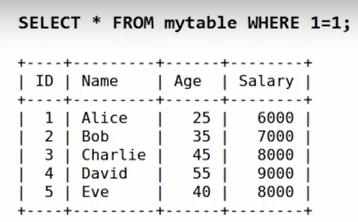 SELECT * FROM mytable WHERE 1=1;
+----+---------+------+--------+
| ID | Name    | Age  | Salary |
+----+---------+------+--------+
|  1 | Alice   |   25 |   6000 |
|  2 | Bob     |   35 |   7000 |
|  3 | Charlie |   45 |   8000 |
|  4 | David   |   55 |   9000 |
|  5 | Eve     |   40 |   8000 |
+----+---------+------+--------+